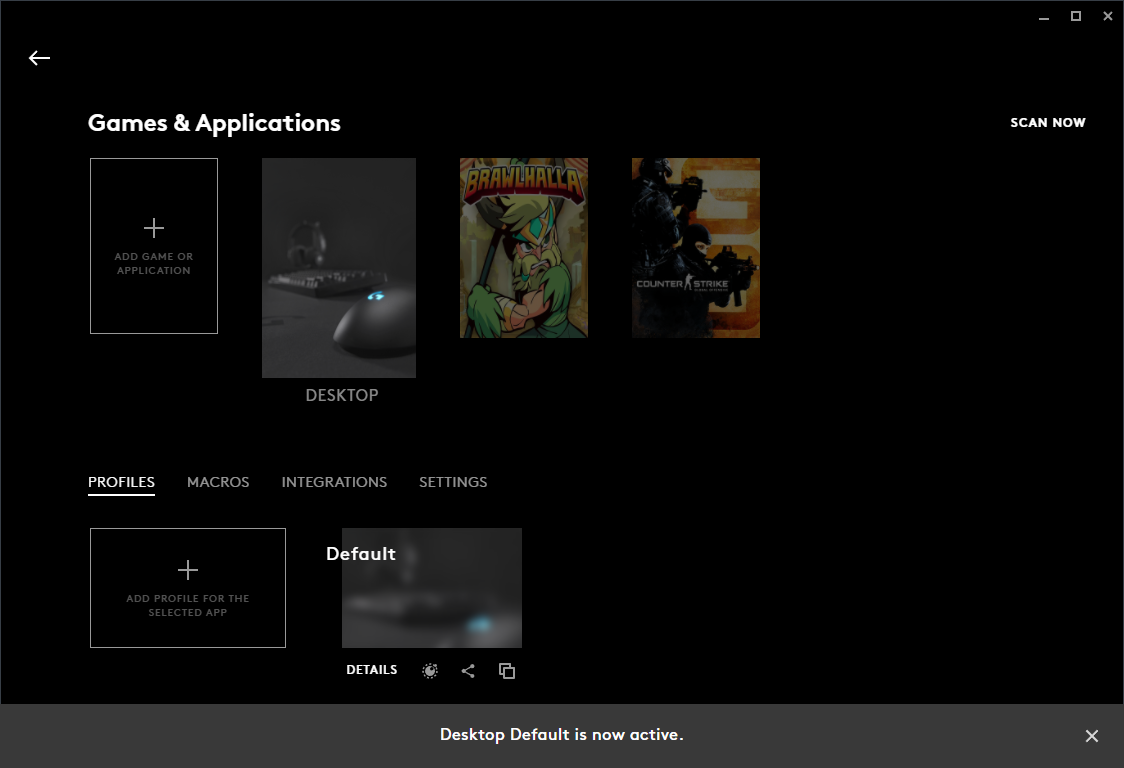 Games & Applications
SCAN NOW
ADD GAME OR
APPLICATION
BRAWLHALLA
COUNTER STRIKE
DESKTOP
PROFILES
MACROS
INTEGRATIONS
SETTINGS
ADD PROFILE FOR THE
SELECTED APP
Default
DETAILS
Desktop Default is now active.